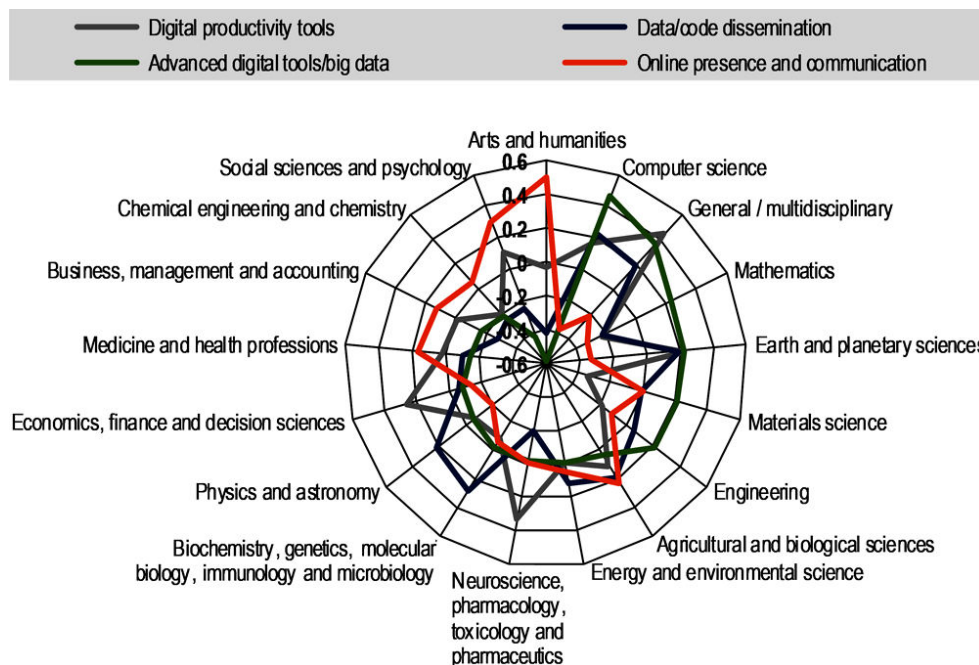 Digital productivity tools
Data/code dissemination
Advanced digital tools/big data
Online presence and communication
Arts and humanities
Social sciences and psychology
Computer science
Chemical engineering and chemistry
General / multidisciplinary
Business, management and accounting
Mathematics
Medicine and health professions
Earth and planetary sciences
Economics, finance and decision sciences
Materials science
Physics and astronomy
Engineering
Biochemistry, genetics, molecular
biology, immunology and microbiology
Agricultural and biological sciences
Energy and environmental science
Neuroscience,
pharmacology,
toxicology and
pharmaceutics
0.6
0.4
0.2
0
-0.2
-0.4
-0.6